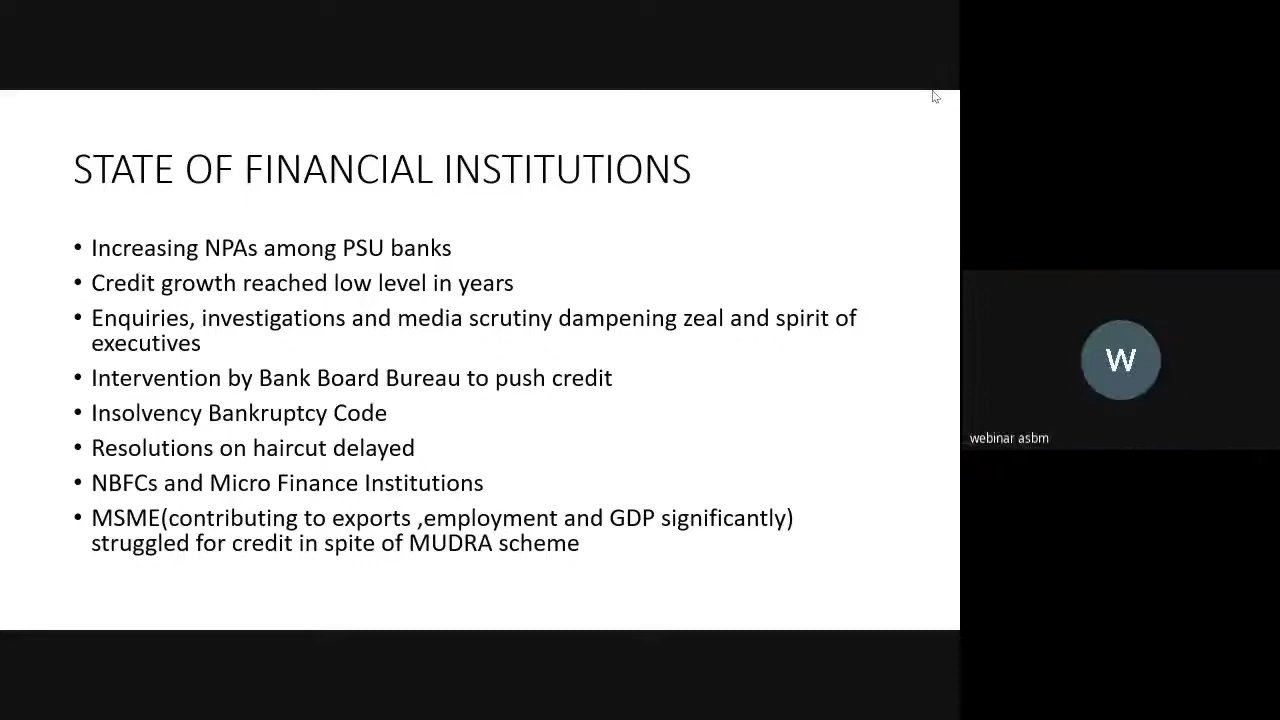 STATE OF FINANCIAL INSTITUTIONS
• Increasing NPAs among PSU banks
• Credit growth reached low level in years
• Enquiries, investigations and media scrutiny dampening zeal and spirit of
executives
• Intervention by Bank Board Bureau to push credit
• Insolvency Bankruptcy Code
• Resolutions on haircut delayed
• NBFCs and Micro Finance Institutions
• MSME(contributing to exports ,employment and GDP significantly)
struggled for credit in spite of MUDRA scheme
W
webinar asbm